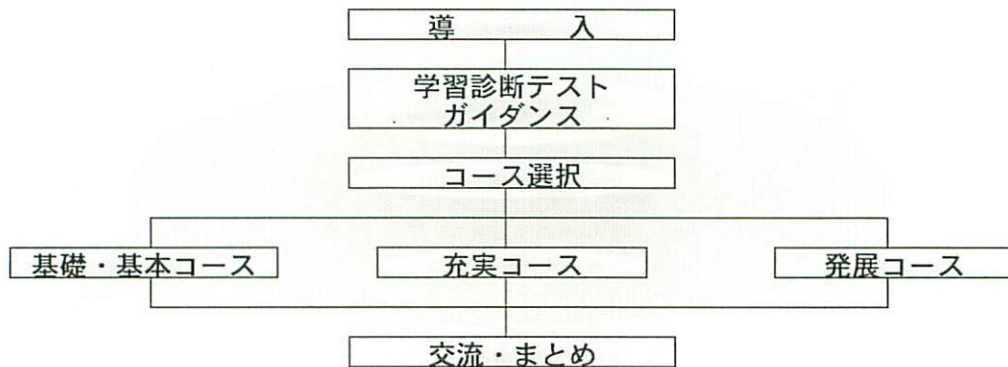 導　　　入
学習診断テスト
ガイダンス
コース選択
基礎・基本コース
充実コース
発展コース
交流・まとめ